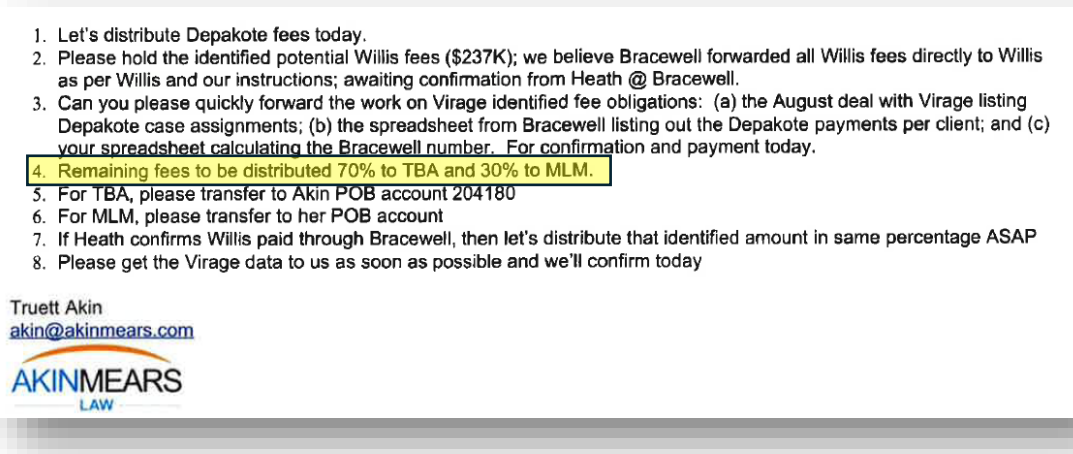 1. Let's distribute Depakote fees today.
2. Please hold the identified potential Willis fees ($237K); we believe Bracewell forwarded all Willis fees directly to Willis
as per Willis and our instructions; awaiting confirmation from Heath @ Bracewell.
3. Can you please quickly forward the work on Virage identified fee obligations: (a) the August deal with Virage listing
Depakote case assignments; (b) the spreadsheet from Bracewell listing out the Depakote payments per client; and (c)
your spreadsheet calculating the Bracewell number. For confirmation and payment today.
4. Remaining fees to be distributed 70% to TBA and 30% to MLM.
5. For TBA, please transfer to Akin POB account 204180
6. For MLM, please transfer to her POB account
7. If Heath confirms Willis paid through Bracewell, then let's distribute that identified amount in same percentage ASAP
8. Please get the Virage data to us as soon as possible and we'll confirm today
Truett Akin
akin@akinmears.com
AKINMEARS
LAW